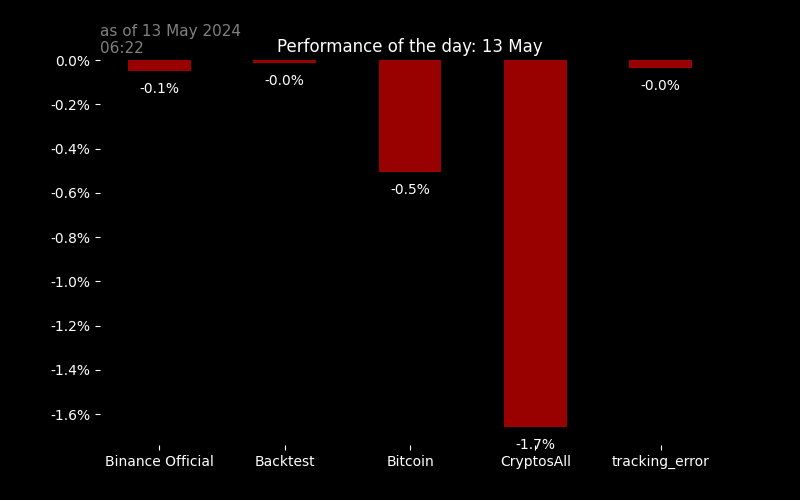 as of 13 May 2024
06:22
Performance of the day: 13 May
0.0%
-0.2%
-0.4%
-0.6%
-0.8%
-1.0%
-1.2%
-1.4%
-1.6%
-0.1%
-0.0%
-0.5%
-1.7%
-0.0%
Binance Official
Backtest
Bitcoin
CryptosAll
tracking_error